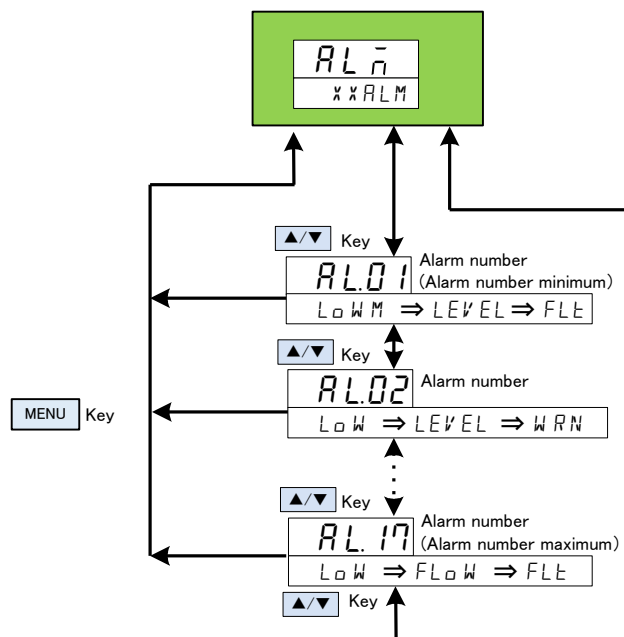 ALm
XXALM
▲/▼ Key
AL.01
Alarm number
(Alarm number minimum)
LoWM ⇒ LEVEL ⇒ FLt
▲/▼ Key
AL.02
Alarm number
LoW ⇒ LEVEL ⇒ WRN
MENU Key
▲/▼ Key
AL.17
Alarm number
(Alarm number maximum)
LoW ⇒ FLoW ⇒ FLt
▲/▼ Key